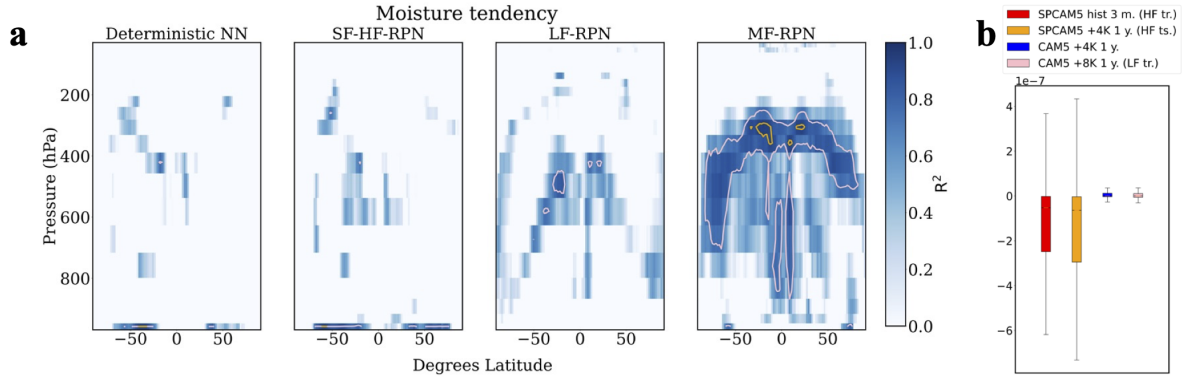 a
Moisture tendency
Deterministic NN
SF-HF-RPN
LF-RPN
MF-RPN
Pressure (hPa)
200
400
600
800
−50 0 50
−50 0 50
−50 0 50
−50 0 50
Degrees Latitude
1.0
0.8
0.6
0.4
0.2
0.0
R²
b
SPCAM5 hist 3 m. (HF tr.)
SPCAM5 +4K 1 y. (HF ts.)
CAM5 +4K 1 y.
CAM5 +8K 1 y. (LF tr.)
1e−7
4
2
0
−2
−4
−6